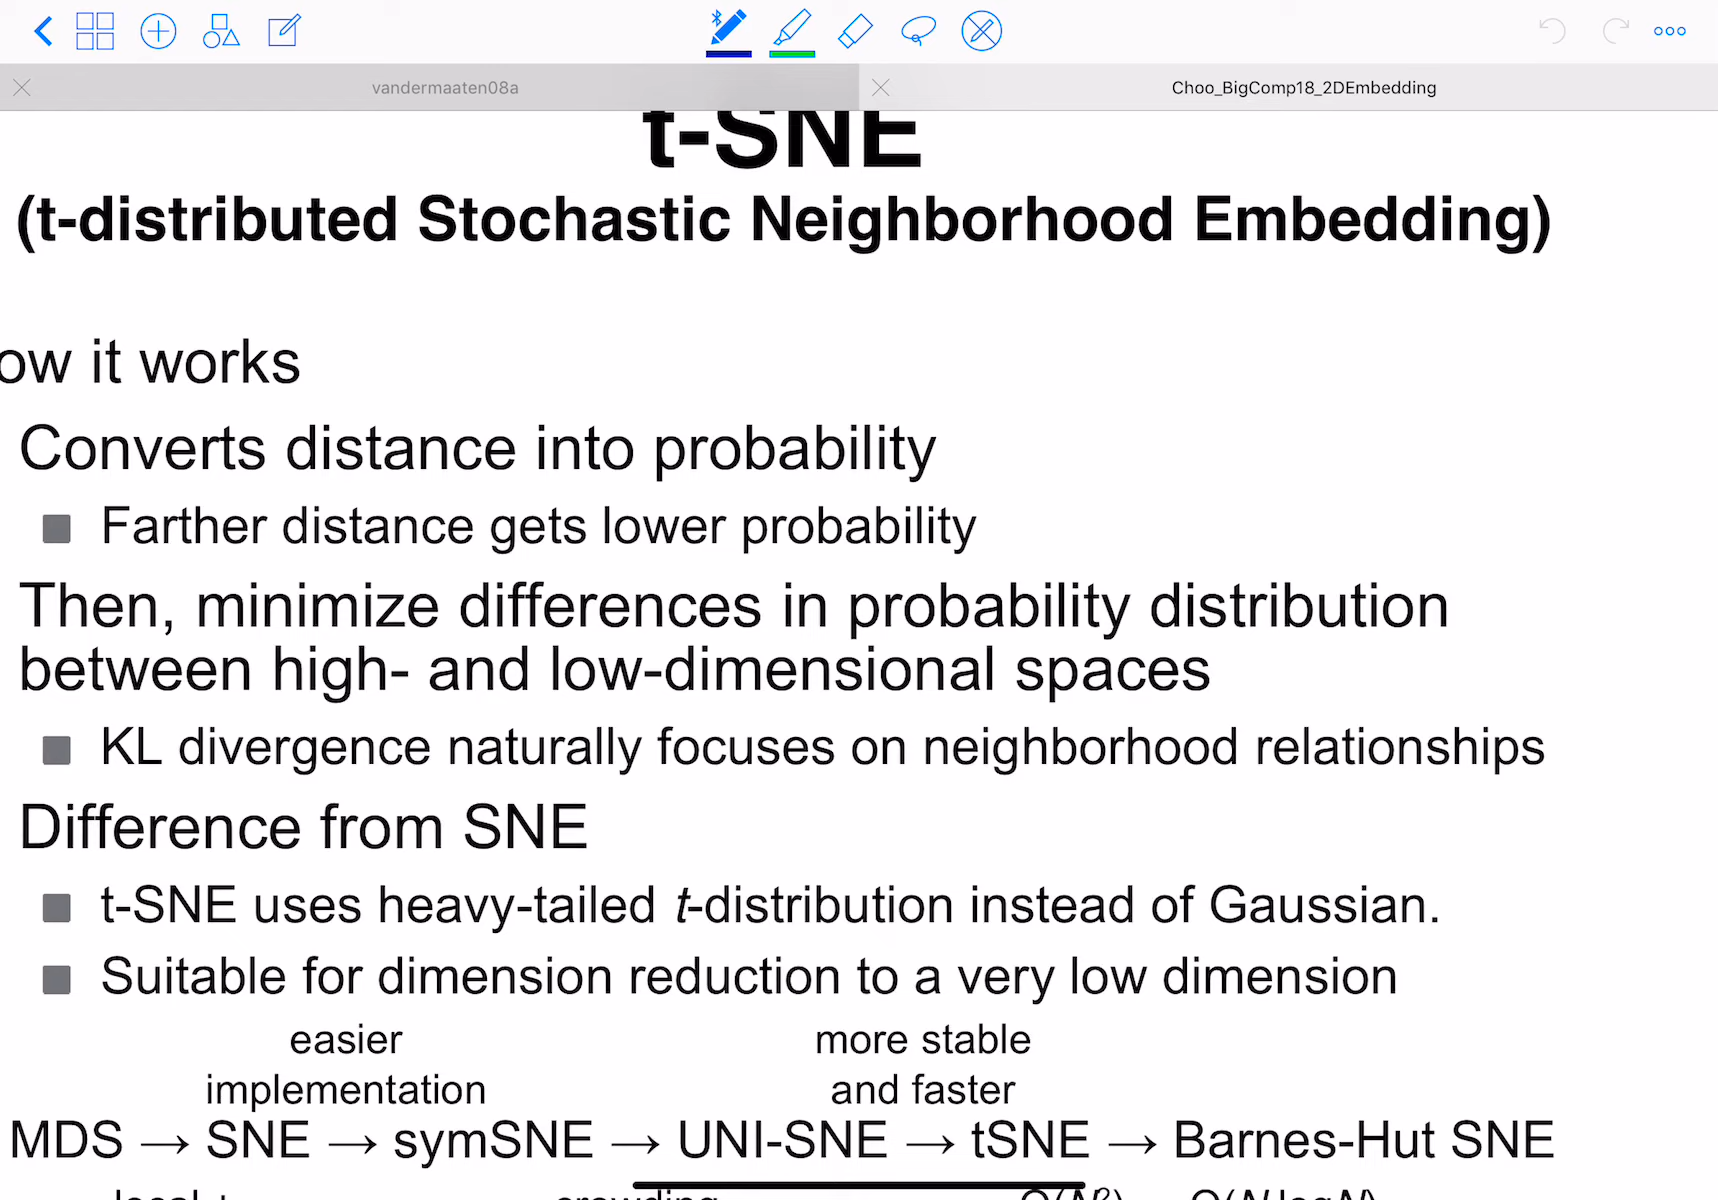 vandermaaten08a
Choo_BigComp18_2DEmbedding
t-SNE
(t-distributed Stochastic Neighborhood Embedding)
ow it works
Converts distance into probability
Farther distance gets lower probability
Then, minimize differences in probability distribution
between high- and low-dimensional spaces
KL divergence naturally focuses on neighborhood relationships
Difference from SNE
t-SNE uses heavy-tailed t-distribution instead of Gaussian.
Suitable for dimension reduction to a very low dimension
easier more stable
implementation and faster
MDS → SNE → symSNE → UNI-SNE → tSNE → Barnes-Hut SNE